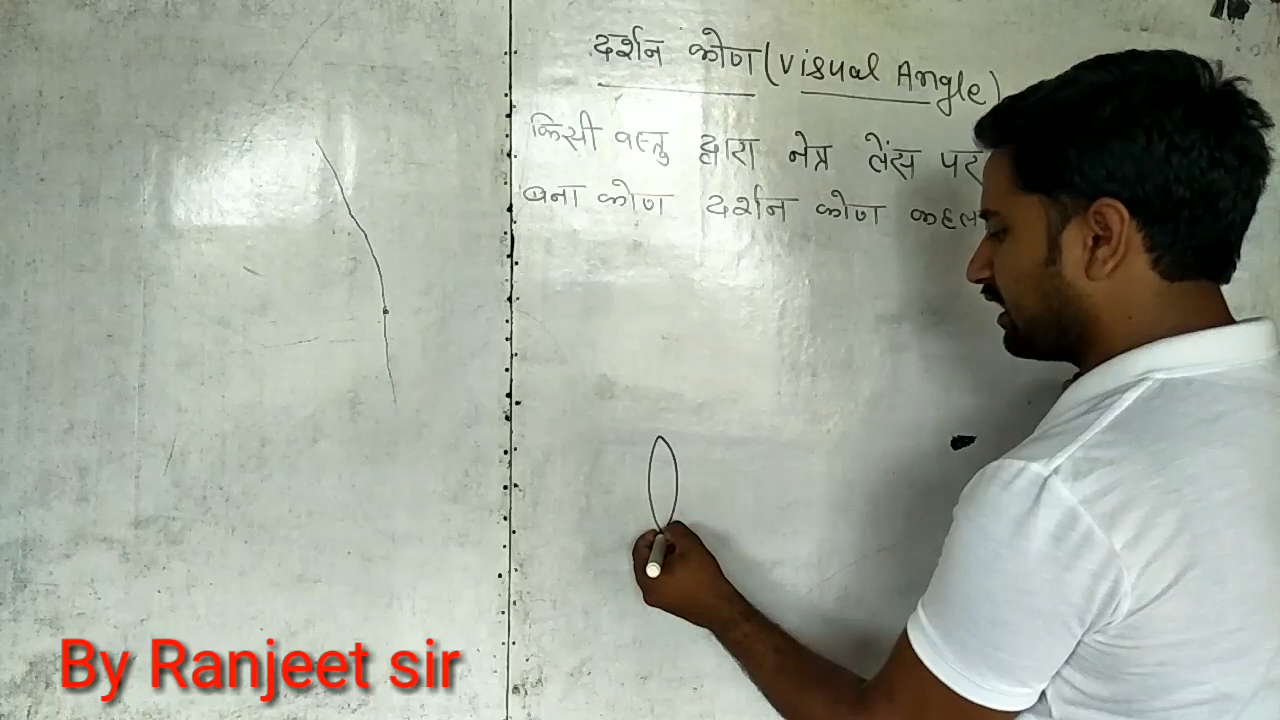 दर्शन कोण (Visual Angle)
किसी वस्तु द्वारा नेत्र लेंस पर
बना कोण दर्शन कोण
By Ranjeet sir